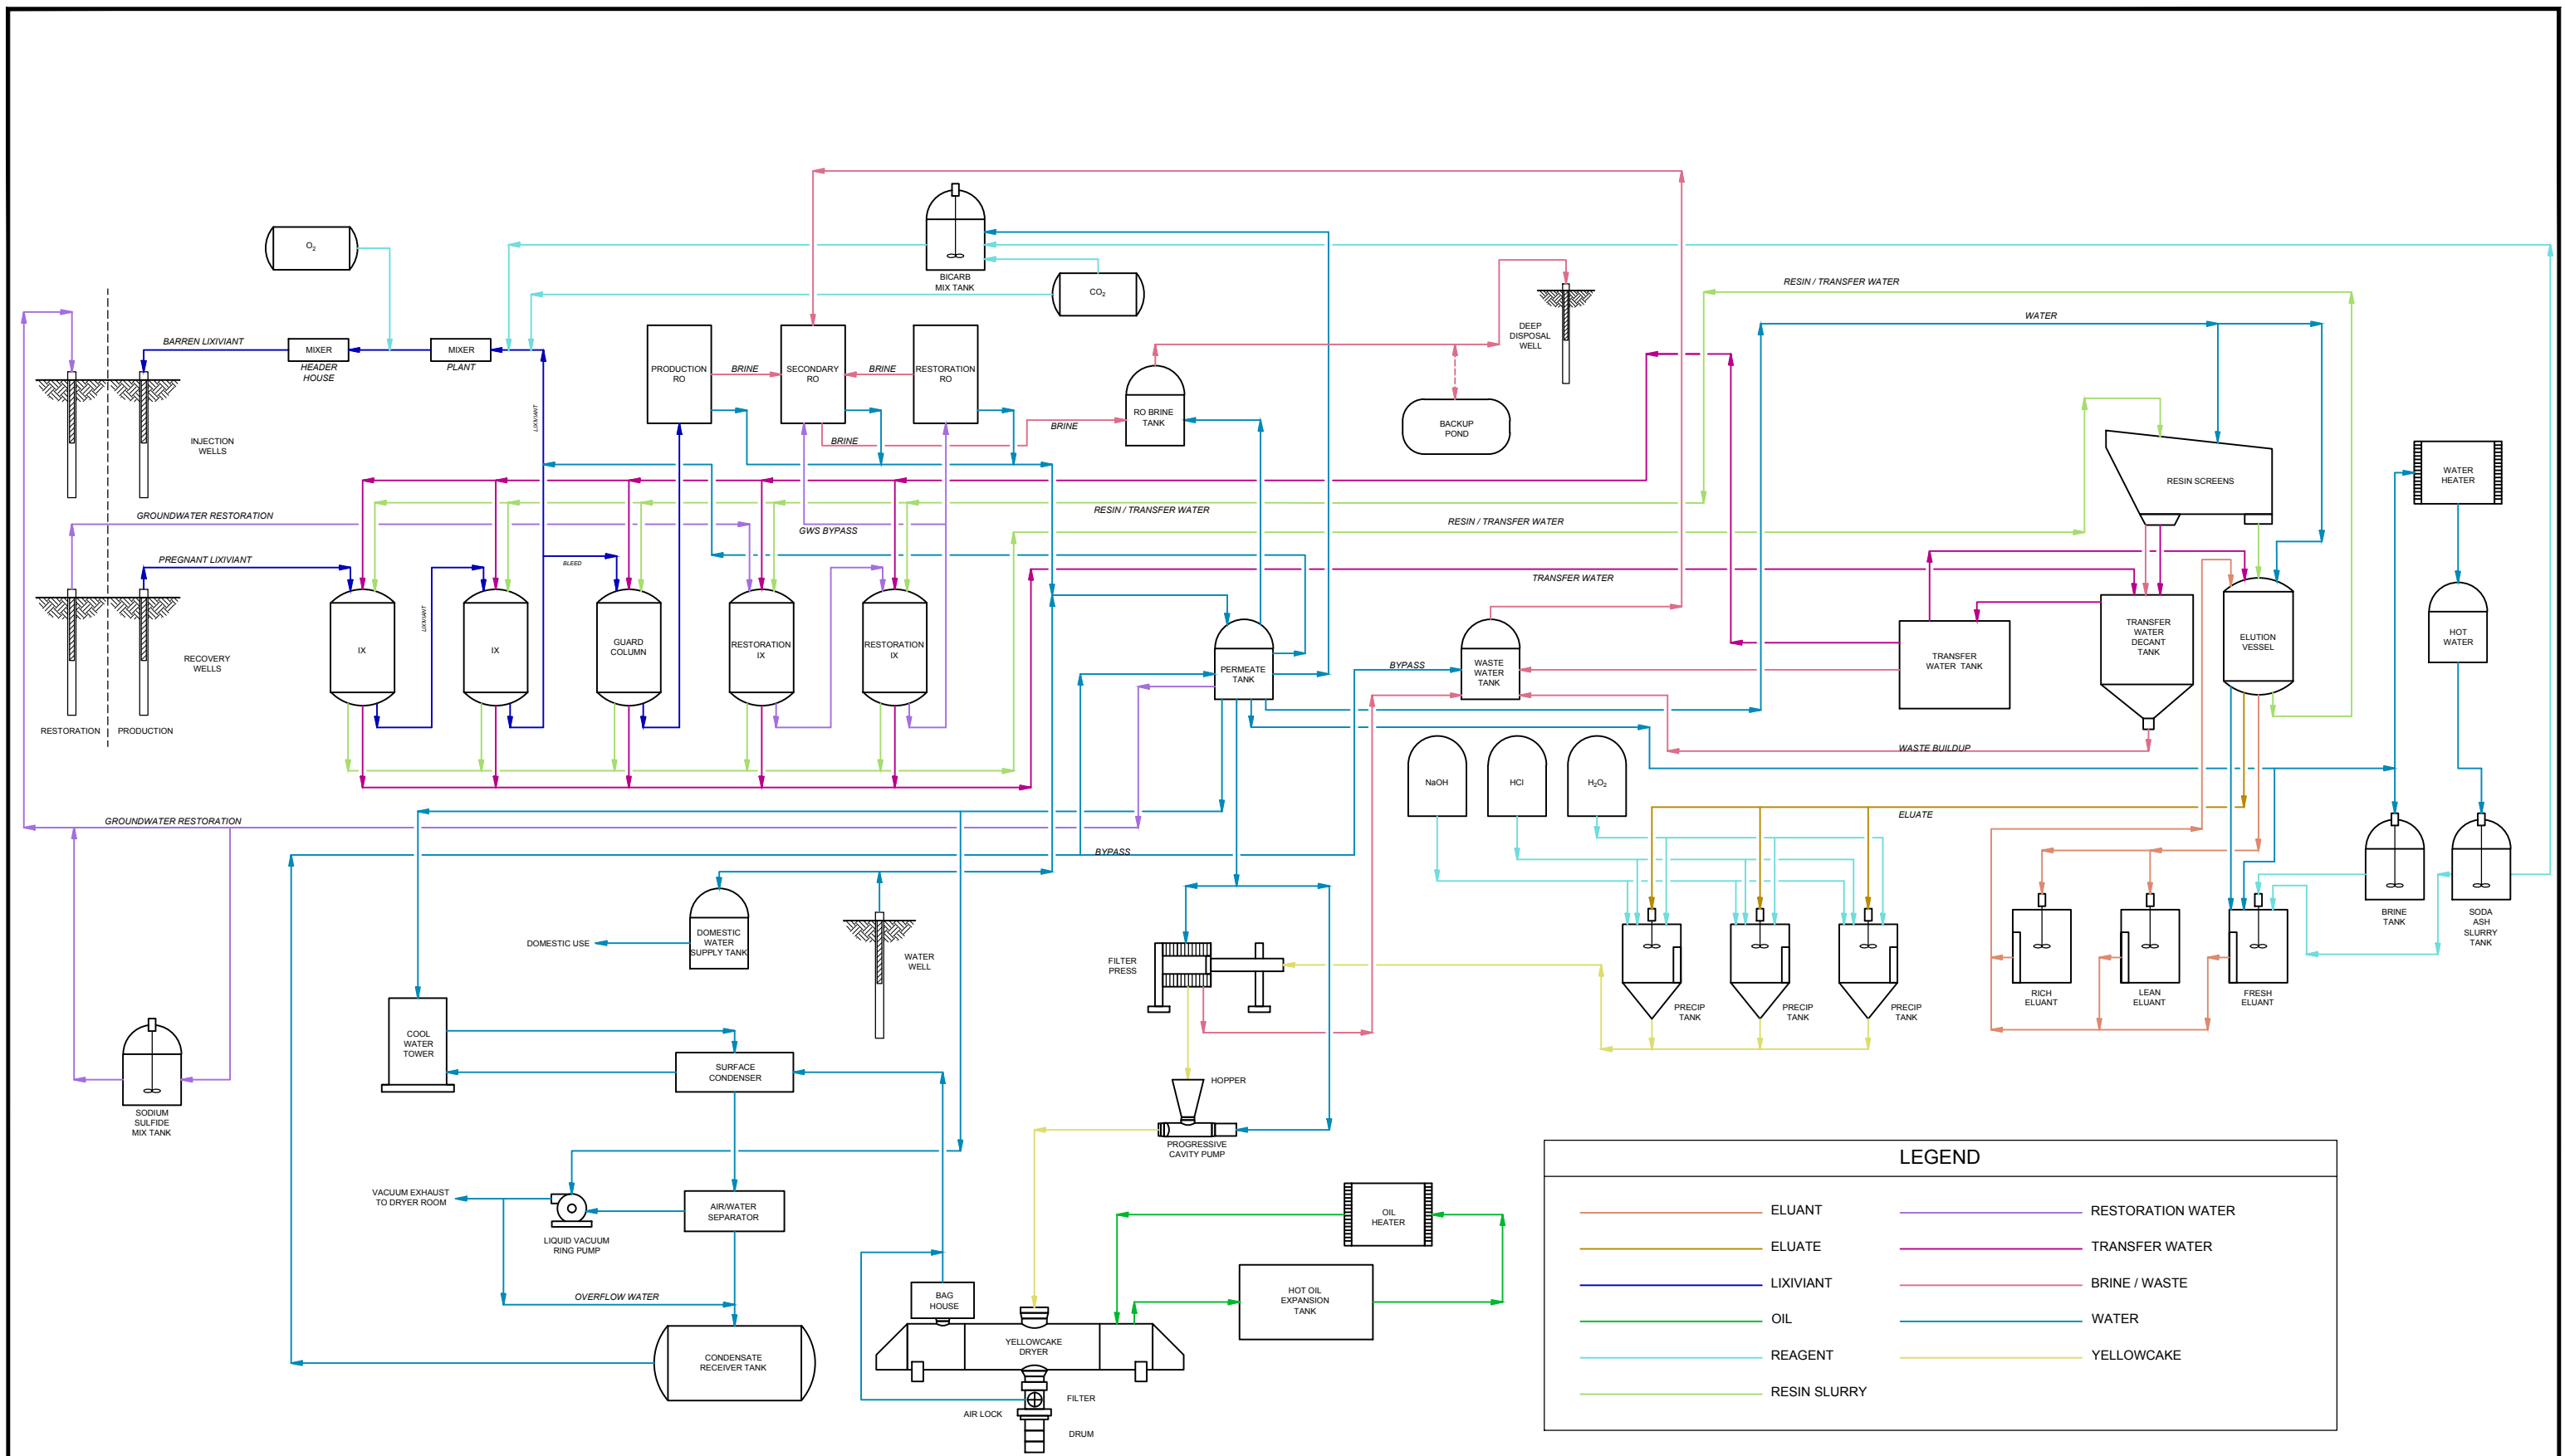 O2
BICARB
MIX TANK
CO2
RESIN / TRANSFER WATER
WATER
DEEP
DISPOSAL
WELL
BARREN LIXIVIANT
MIXER
HEADER
HOUSE
MIXER
PLANT
PRODUCTION
RO
BRINE
SECONDARY
RO
BRINE
RESTORATION
RO
RO BRINE
TANK
BACKUP
POND
LIXIVIANT
BRINE
BRINE
INJECTION
WELLS
RESIN SCREENS
WATER
HEATER
GROUNDWATER RESTORATION
GWS BYPASS
RESIN / TRANSFER WATER
RESIN / TRANSFER WATER
PREGNANT LIXIVIANT
BLEED
TRANSFER WATER
LIXIVIANT
IX
IX
GUARD
COLUMN
RESTORATION
IX
RESTORATION
IX
PERMEATE
TANK
BYPASS
WASTE
WATER
TANK
TRANSFER
WATER TANK
TRANSFER
WATER
DECANT
TANK
ELUTION
VESSEL
HOT
WATER
RECOVERY
WELLS
RESTORATION
PRODUCTION
WASTE BUILDUP
NaOH
HCl
H2O2
GROUNDWATER RESTORATION
ELUATE
BYPASS
DOMESTIC USE
DOMESTIC
WATER
SUPPLY TANK
WATER
WELL
FILTER
PRESS
BRINE
TANK
SODA
ASH
SLURRY
TANK
PRECIP
TANK
PRECIP
TANK
PRECIP
TANK
RICH
ELUANT
LEAN
ELUANT
FRESH
ELUANT
COOL
WATER
TOWER
SURFACE
CONDENSER
HOPPER
SODIUM
SULFIDE
MIX TANK
PROGRESSIVE
CAVITY PUMP
VACUUM EXHAUST
TO DRYER ROOM
LIQUID VACUUM
RING PUMP
AIR/WATER
SEPARATOR
OIL
HEATER
OVERFLOW WATER
BAG
HOUSE
HOT OIL
EXPANSION
TANK
YELLOWCAKE
DRYER
CONDENSATE
RECEIVER TANK
FILTER
AIR LOCK
DRUM
LEGEND
ELUANT
ELUATE
LIXIVIANT
OIL
REAGENT
RESIN SLURRY
RESTORATION WATER
TRANSFER WATER
BRINE / WASTE
WATER
YELLOWCAKE